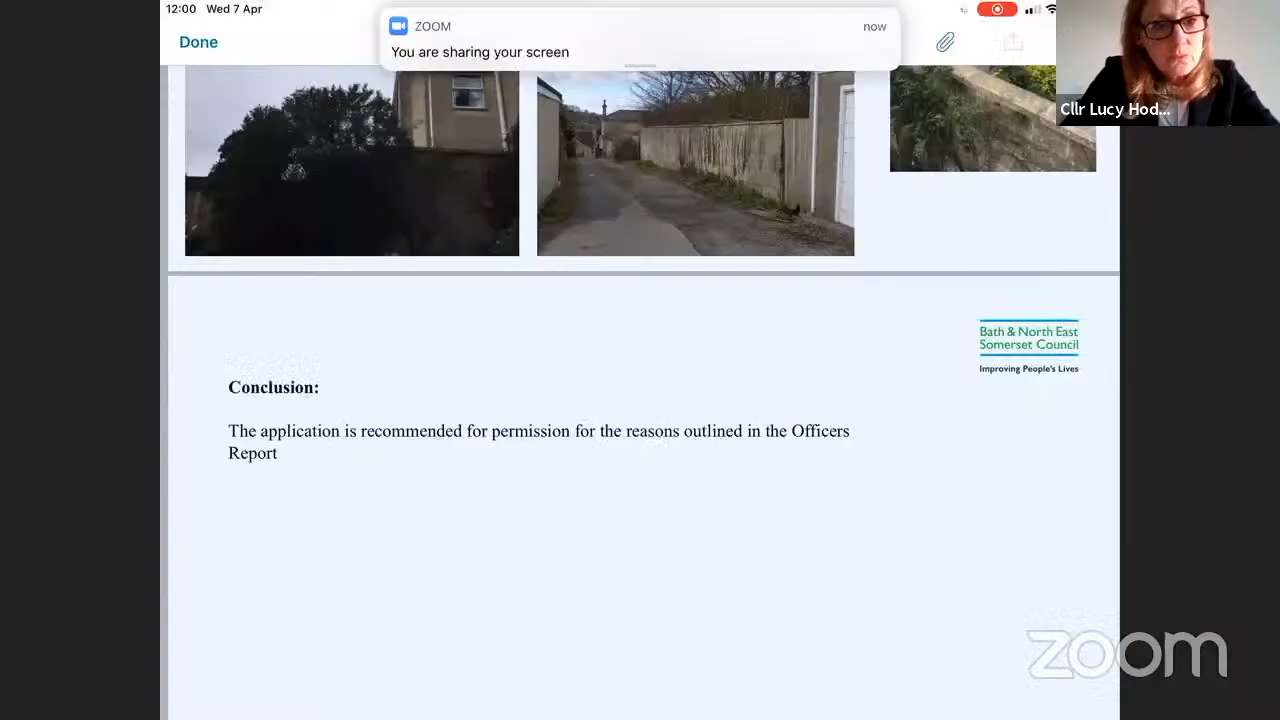 12:00 Wed 7 Apr
ZOOM
now
You are sharing your screen
Done
Cllr Lucy Hod...
Bath & North East
Somerset Council
Improving People's Lives
Conclusion:
The application is recommended for permission for the reasons outlined in the Officers
Report
zoom